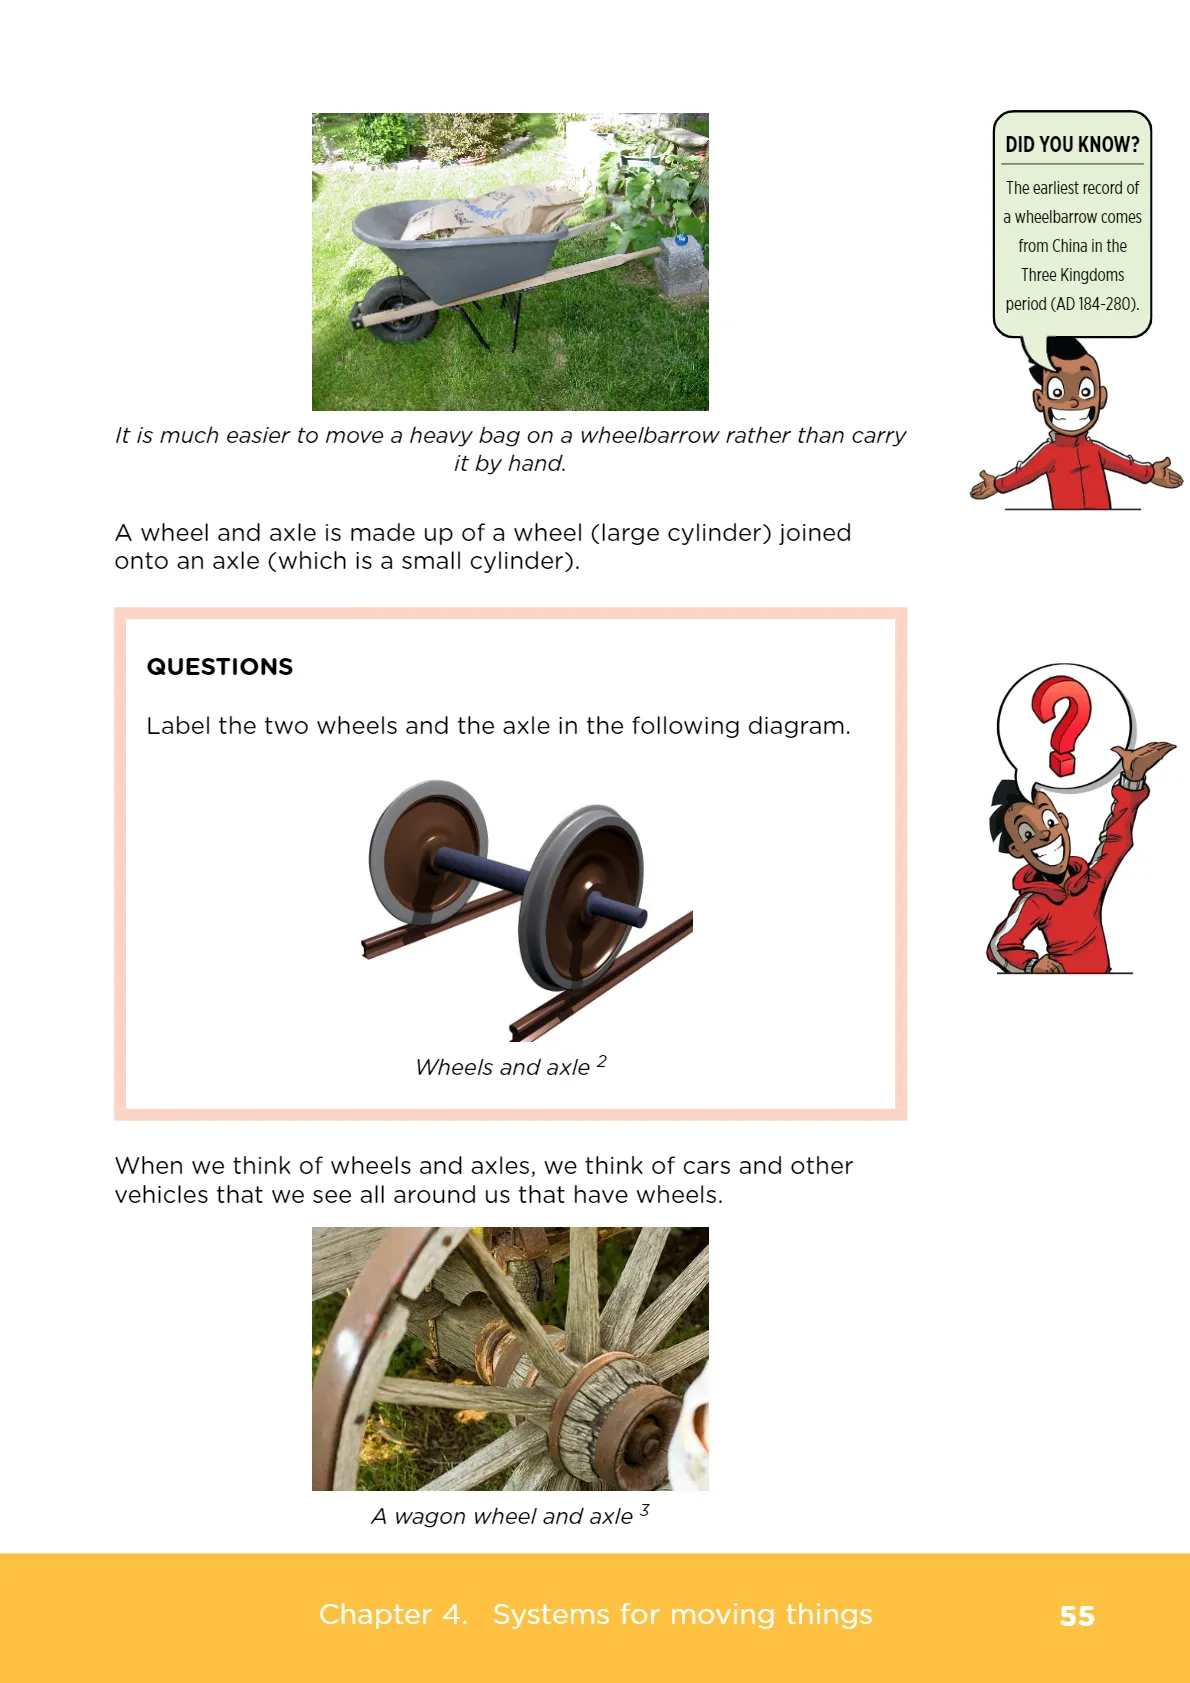 DID YOU KNOW?
The earliest record of
a wheelbarrow comes
from China in the
Three Kingdoms
period (AD 184-280).
It is much easier to move a heavy bag on a wheelbarrow rather than carry
it by hand.
A wheel and axle is made up of a wheel (large cylinder) joined
onto an axle (which is a small cylinder).
QUESTIONS
Label the two wheels and the axle in the following diagram.
?
Wheels and axle 2
When we think of wheels and axles, we think of cars and other
vehicles that we see all around us that have wheels.
A wagon wheel and axle 3
Chapter 4. Systems for moving things 55